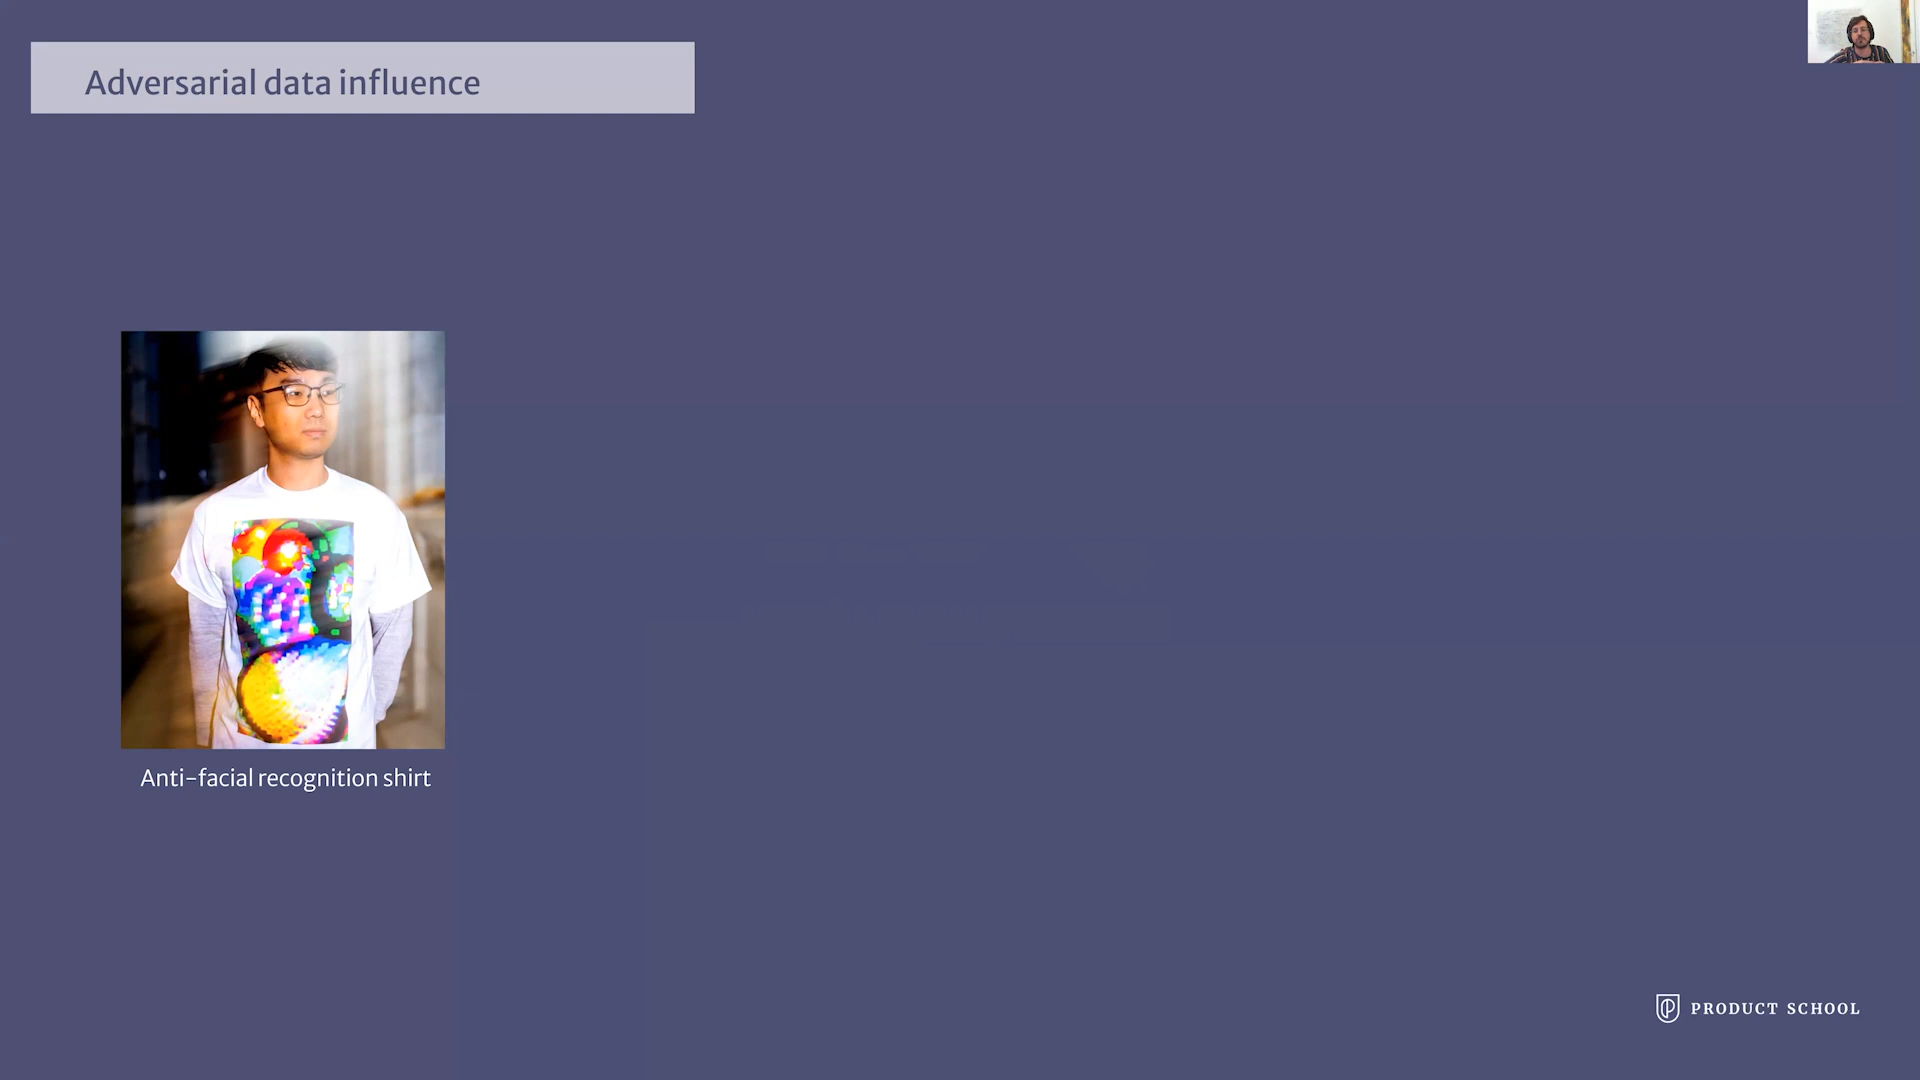 Adversarial data influence
Anti-facial recognition shirt
PRODUCT SCHOOL